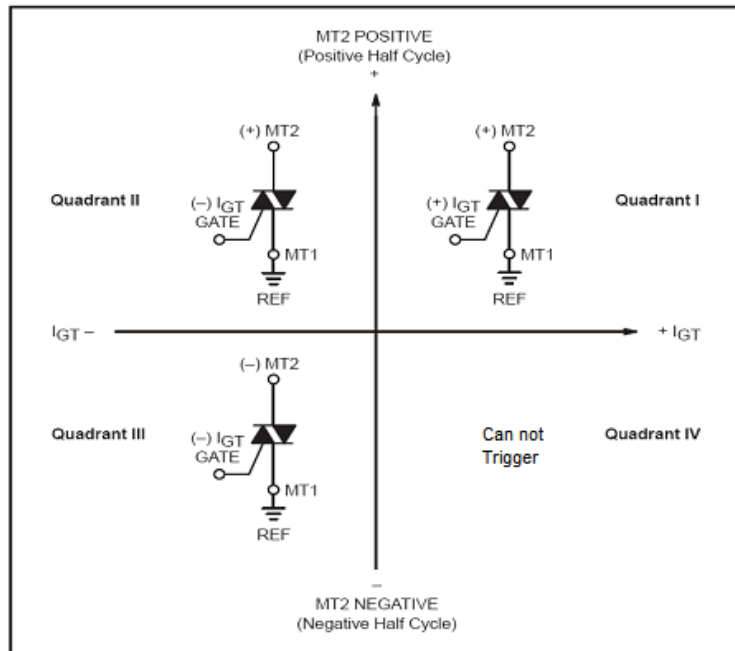 MT2 POSITIVE
(Positive Half Cycle)
+
(+) MT2
(+) MT2
Quadrant II
(–) IGT
GATE
MT1
REF
(+) IGT
GATE
MT1
REF
Quadrant I
IGT –
+ IGT
(–) MT2
Quadrant III
(–) IGT
GATE
MT1
REF
Can not
Trigger
Quadrant IV
–
MT2 NEGATIVE
(Negative Half Cycle)